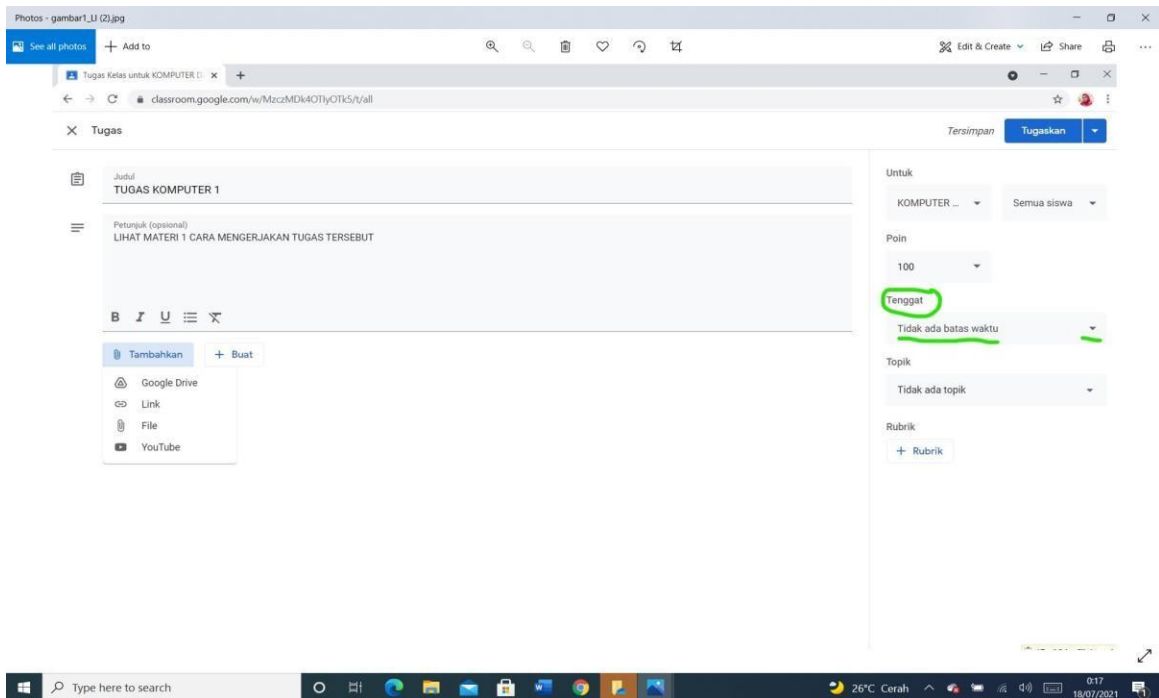 Photos - gambar1_LI (2).jpg
See all photos + Add to Edit & Create Share
Tugas Kelas untuk KOMPUTER D
classroom.google.com/w/MzczMDk4OTIyOTk5/t/all
Tugas Tersimpan Tugaskan
Judul
TUGAS KOMPUTER 1
Petunjuk (opsional)
LIHAT MATERI 1 CARA MENGERJAKAN TUGAS TERSEBUT
B I U
Tambahkan + Buat
Google Drive
Link
File
YouTube
Untuk
KOMPUTER ... Semua siswa
Poin
100
Tenggat
Tidak ada batas waktu
Topik
Tidak ada topik
Rubrik
+ Rubrik
Type here to search 26°C Cerah 0:17
18/07/2021